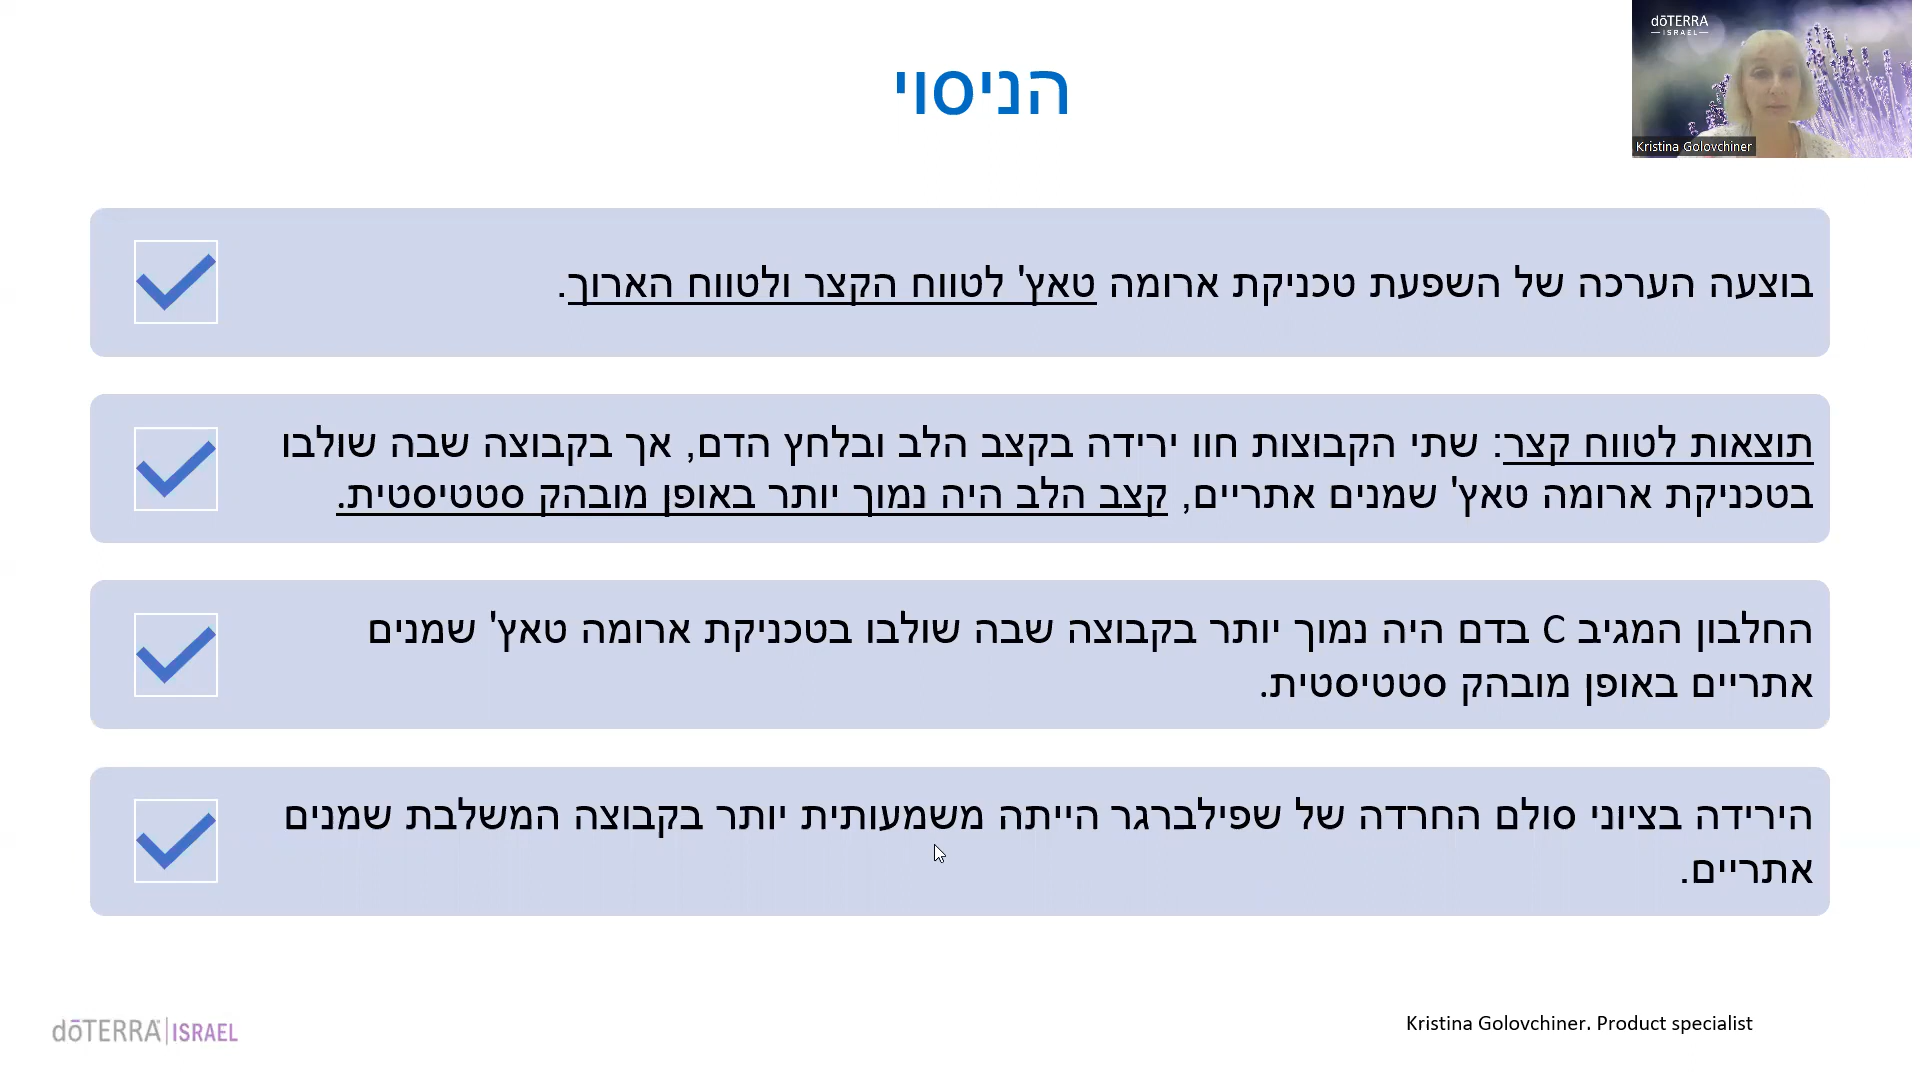 הניסוי
dōTERRA
ISRAEL
Kristina Golovchiner
בוצעה הערכה של השפעת טכניקת ארומה טאץ' לטווח הקצר ולטווח הארוך.
תוצאות לטווח קצר: שתי הקבוצות חוו ירידה בקצב הלב ובלחץ הדם, אך בקבוצה שבה שולבו
בטכניקת ארומה טאץ' שמנים אתריים, קצב הלב היה נמוך יותר באופן מובהק סטטיסטית.
החלבון המגיב C בדם היה נמוך יותר בקבוצה שבה שולבו בטכניקת ארומה טאץ' שמנים
אתריים באופן מובהק סטטיסטית.
הירידה בציוני סולם החרדה של שפילברגר הייתה משמעותית יותר בקבוצה המשלבת שמנים
אתריים.
dōTERRA ISRAEL
Kristina Golovchiner. Product specialist